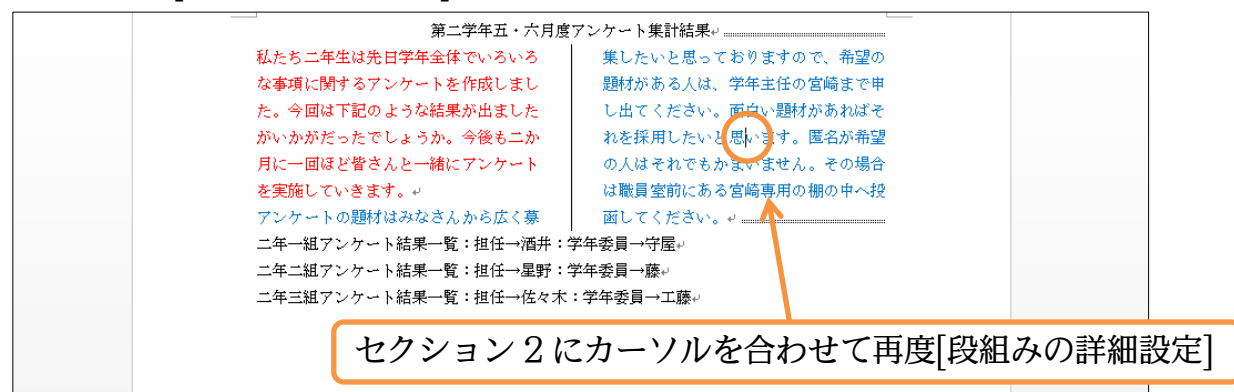 第二学年五・六月度アンケート集計結果
私たち二年生は先日学年全体でいろいろ
な事項に関するアンケートを作成しまし
た。今回は下記のような結果が出ました
がいかがだったでしょうか。今後も二か
月に一回ほど皆さんと一緒にアンケート
を実施していきます。
アンケートの題材はみなさんから広く募
集したいと思っておりますので、希望の
題材がある人は、学年主任の宮崎まで申
し出てください。面白い題材があればそ
れを採用したいと思います。匿名が希望
の人はそれでもかまいません。その場合
は職員室前にある宮崎専用の棚の中へ投
函してください。
二年一組アンケート結果一覧：担任→酒井：学年委員→守屋
二年二組アンケート結果一覧：担任→星野：学年委員→藤
二年三組アンケート結果一覧：担任→佐々木：学年委員→工藤
セクション２にカーソルを合わせて再度[段組みの詳細設定]